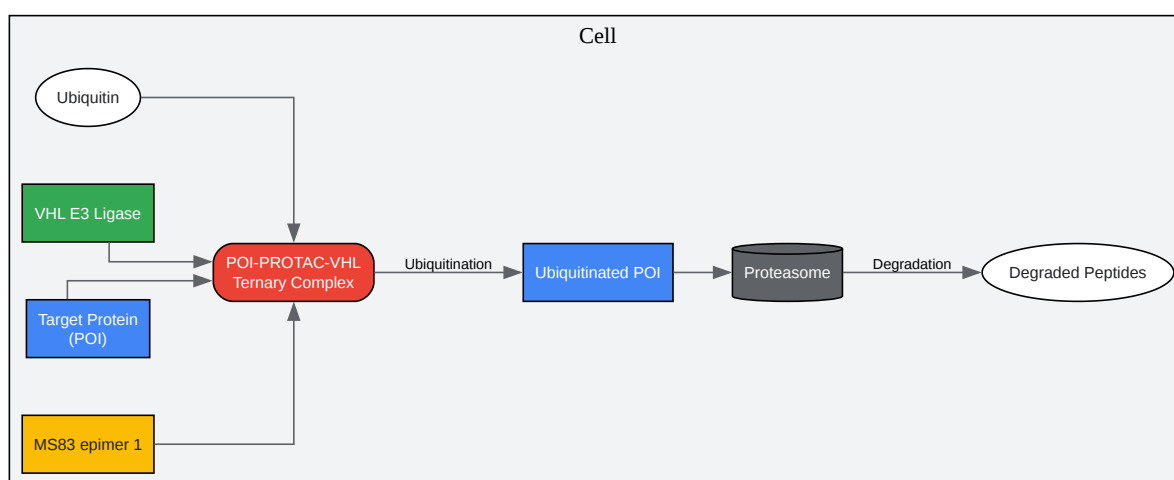 Cell
Ubiquitin
VHL E3 Ligase
Target Protein
(POI)
MS83 epimer 1
POI-PROTAC-VHL
Ternary Complex
Ubiquitination
Ubiquitinated POI
Proteasome
Degradation
Degraded Peptides